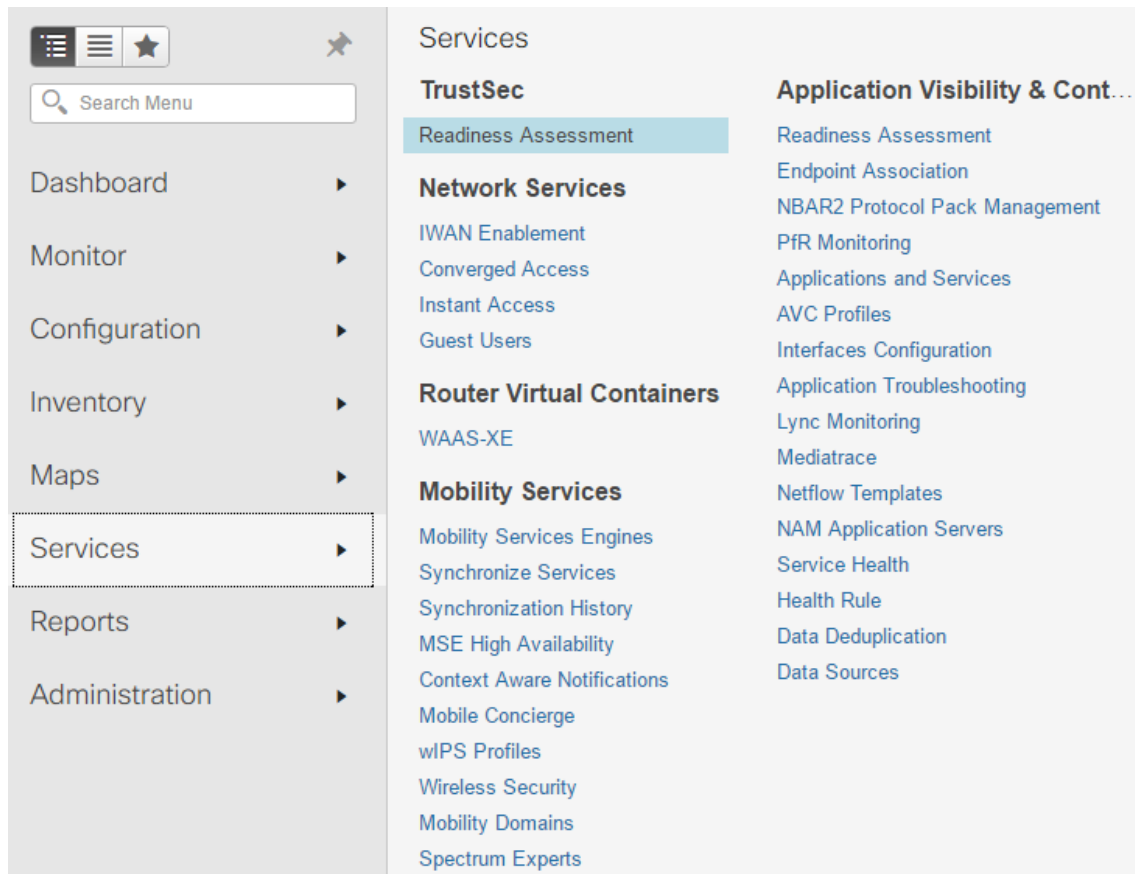 Search Menu
Dashboard
Monitor
Configuration
Inventory
Maps
Services
Reports
Administration
Services
TrustSec
Readiness Assessment
Network Services
IWAN Enablement
Converged Access
Instant Access
Guest Users
Router Virtual Containers
WAAS-XE
Mobility Services
Mobility Services Engines
Synchronize Services
Synchronization History
MSE High Availability
Context Aware Notifications
Mobile Concierge
wIPS Profiles
Wireless Security
Mobility Domains
Spectrum Experts
Application Visibility & Cont...
Readiness Assessment
Endpoint Association
NBAR2 Protocol Pack Management
PfR Monitoring
Applications and Services
AVC Profiles
Interfaces Configuration
Application Troubleshooting
Lync Monitoring
Mediatrace
Netflow Templates
NAM Application Servers
Service Health
Health Rule
Data Deduplication
Data Sources